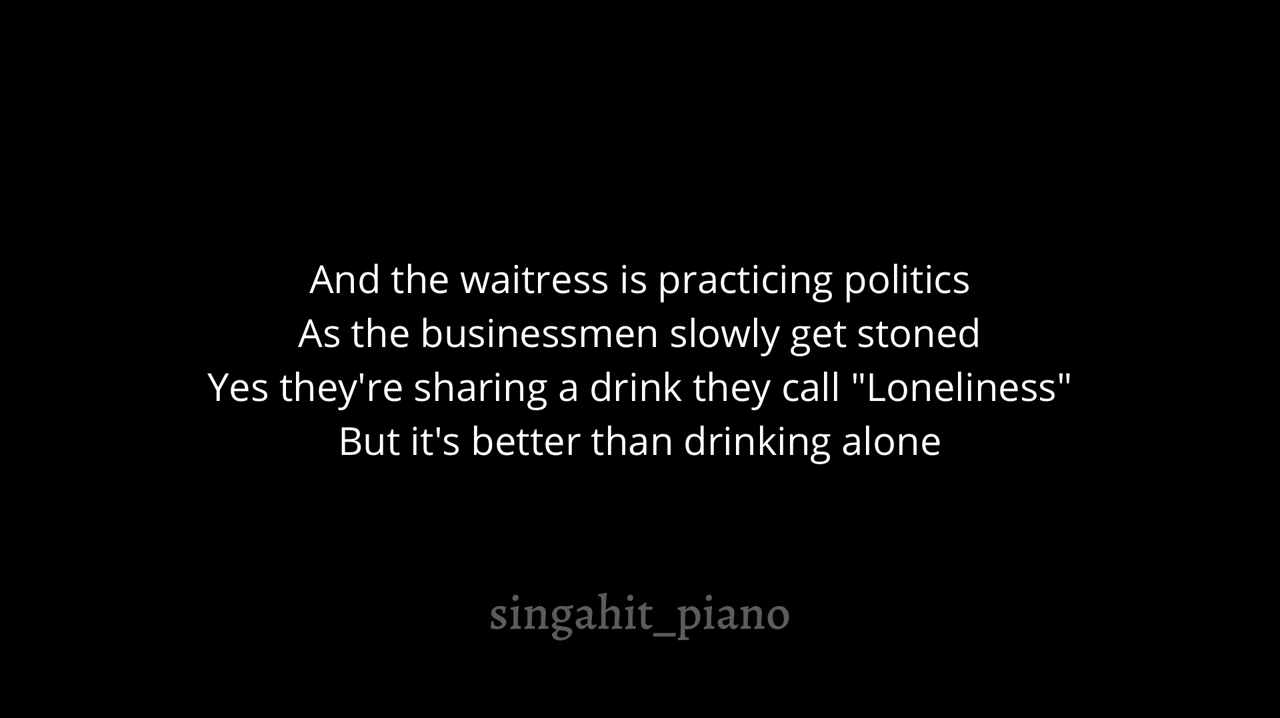 And the waitress is practicing politics
As the businessmen slowly get stoned
Yes they're sharing a drink they call "Loneliness"
But it's better than drinking alone
singahit_piano